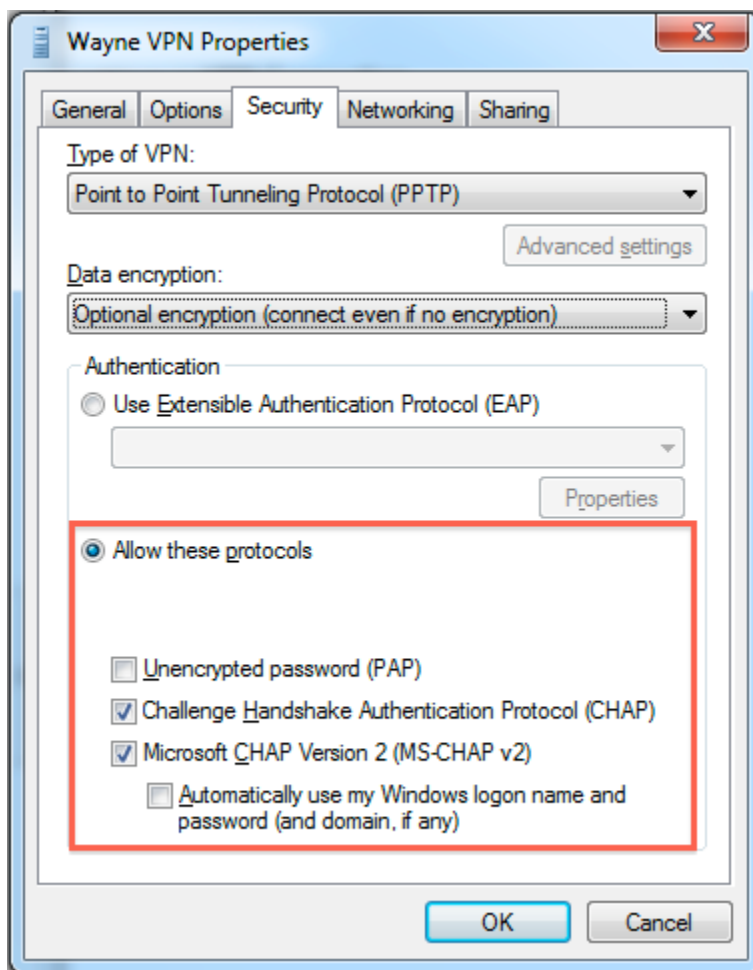 Wayne VPN Properties
General Options Security Networking Sharing
Type of VPN:
Point to Point Tunneling Protocol (PPTP)
Advanced settings
Data encryption:
Optional encryption (connect even if no encryption)
Authentication
Use Extensible Authentication Protocol (EAP)
Properties
Allow these protocols
Unencrypted password (PAP)
Challenge Handshake Authentication Protocol (CHAP)
Microsoft CHAP Version 2 (MS-CHAP v2)
Automatically use my Windows logon name and
password (and domain, if any)
OK Cancel